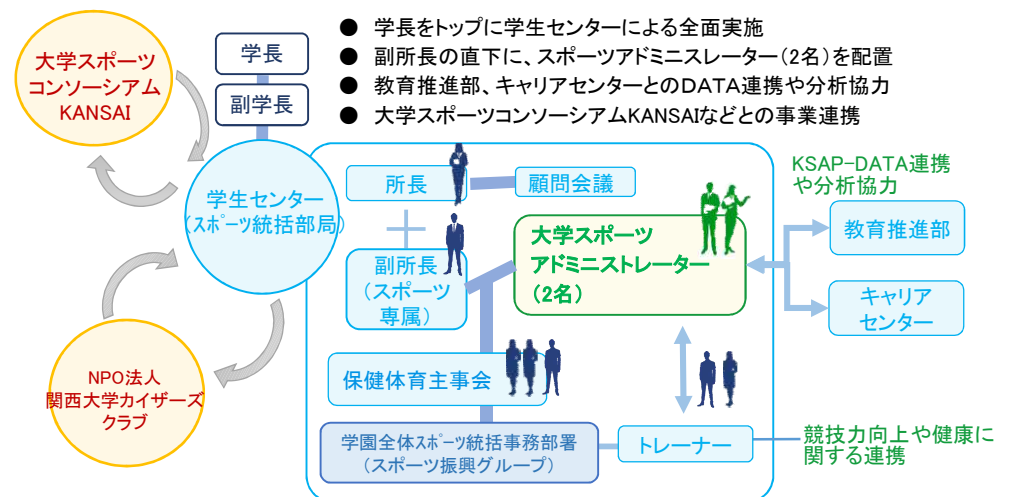 ● 学長をトップに学生センターによる全面実施
● 副所長の直下に、スポーツアドミニスレーター(2名)を配置
● 教育推進部、キャリアセンターとのDATA連携や分析協力
● 大学スポーツコンソーシアムKANSAIなどとの事業連携
大学スポーツ
コンソーシアム
KANSAI
学長
副学長
学生センター
(スポーツ統括部局)
NPO法人
関西大学カイザーズ
クラブ
所長
顧問会議
副所長
(スポーツ
専属)
大学スポーツ
アドミニストレーター
(2名)
KSAP-DATA連携
や分析協力
教育推進部
キャリア
センター
保健体育主事会
学園全体スポーツ統括事務部署
(スポーツ振興グループ)
トレーナー
競技力向上や健康に
関する連携